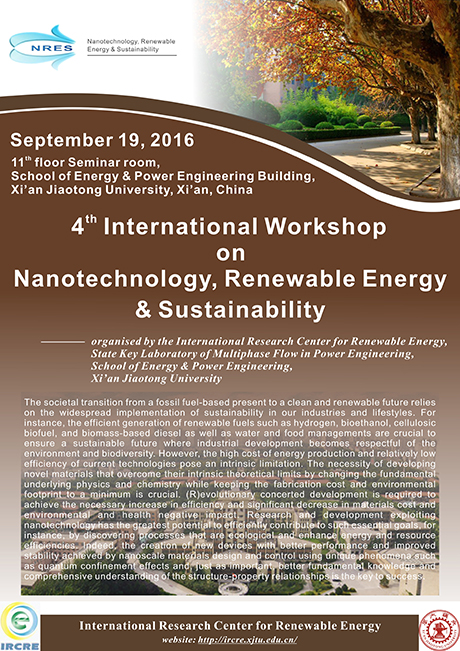 NRES
Nanotechnology, Renewable
Energy & Sustainability
September 19, 2016
11th floor Seminar room,
School of Energy & Power Engineering Building,
Xi'an Jiaotong University, Xi'an, China
4th International Workshop
on
Nanotechnology, Renewable Energy
& Sustainability
organised by the International Research Center for Renewable Energy,
State Key Laboratory of Multiphase Flow in Power Engineering,
School of Energy & Power Engineering,
Xi'an Jiaotong University
The societal transition from a fossil fuel-based present to a clean and renewable future relies
on the widespread implementation of sustainability in our industries and lifestyles. For
instance, the efficient generation of renewable fuels such as hydrogen, bioethanol, cellulosic
biofuel, and biomass-based diesel as well as water and food managements are crucial to
ensure a sustainable future where industrial development becomes respectful of the
environment and biodiversity. However, the high cost of energy production and relatively low
efficiency of current technologies pose an intrinsic limitation. The necessity of developing
novel materials that overcome their intrinsic theoretical limits by changing the fundamental
underlying physics and chemistry while keeping the fabrication cost and environmental
footprint to a minimum is crucial. (R)evolutionary concerted development is required to
achieve the necessary increase in efficiency and significant decrease in materials cost and
environmental and health negative impact. Research and development exploiting
nanotechnology has the greatest potential to efficiently contribute to such essential goals, for
instance, by discovering processes that are ecological and enhance energy and resource
efficiencies. Indeed, the creation of new devices with better performance and improved
stability achieved by nanoscale materials design and control using unique phenomena such
as quantum confinement effects and, just as important, better fundamental knowledge and
comprehensive understanding of the structure-property relationships is the key to success.
IRCRE
International Research Center for Renewable Energy
website: http://ircre.xjtu.edu.cn/